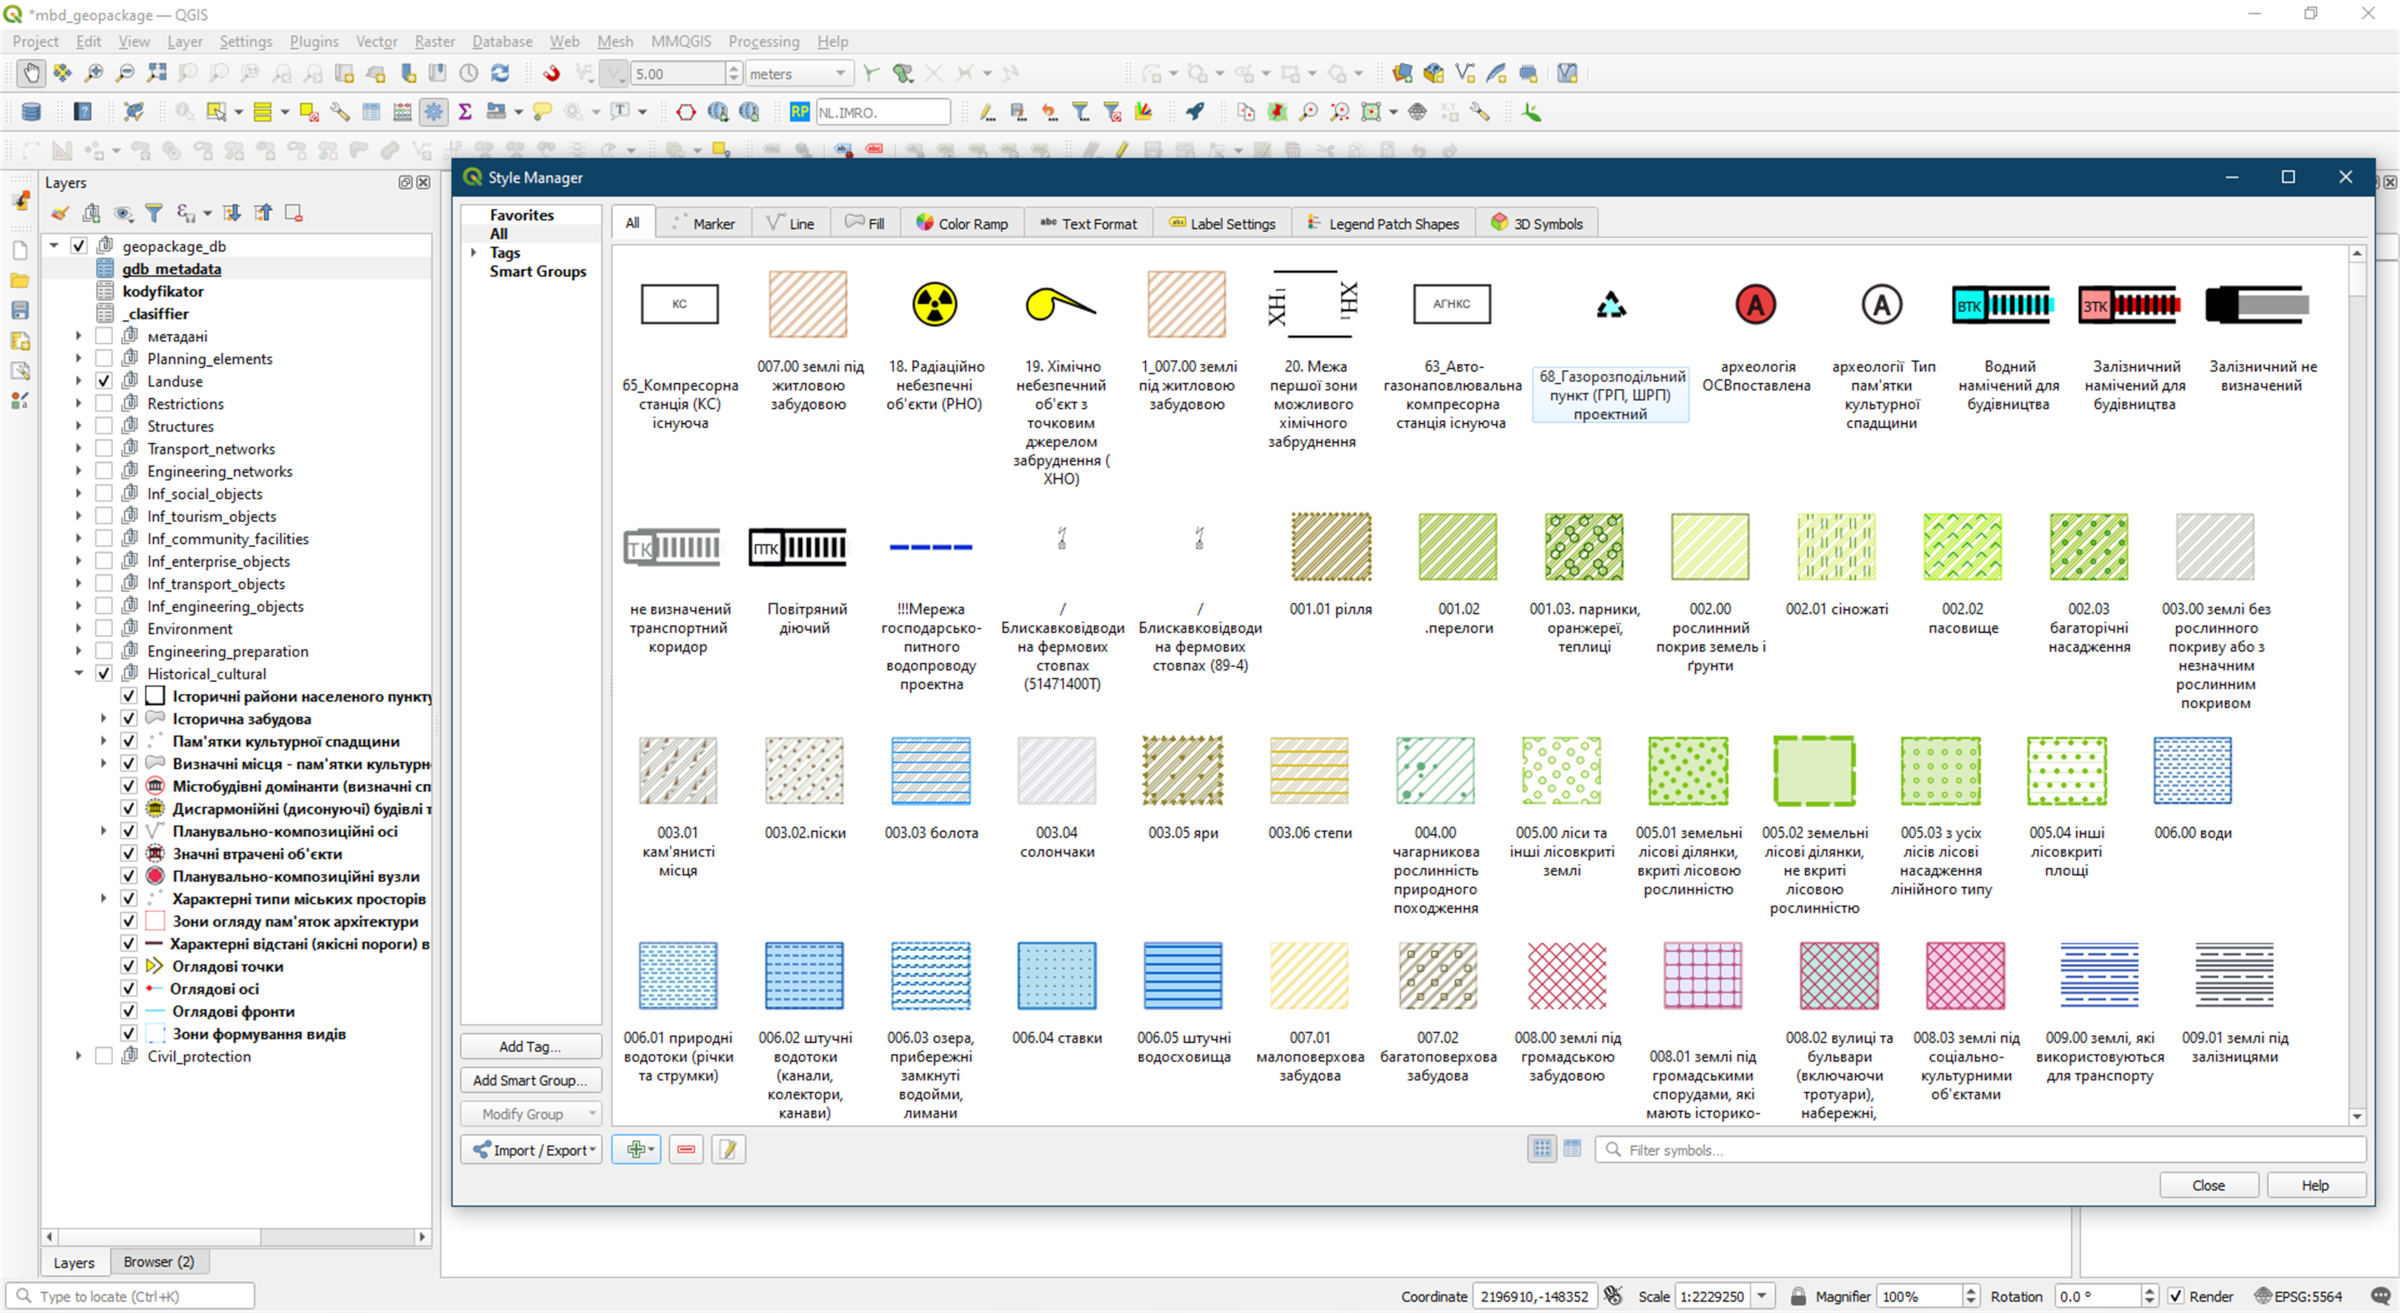 *mbd_geopackage — QGIS
Project Edit View Layer Settings Plugins Vector Raster Database Web Mesh MMQGIS Processing Help
5.00 meters
RP NL.IMRO.
Layers
geopackage_db
gdb_metadata
kodyfikator
_clasiffier
метадані
Planning_elements
Landuse
Restrictions
Structures
Transport_networks
Engineering_networks
Inf_social_objects
Inf_tourism_objects
Inf_community_facilities
Inf_enterprise_objects
Inf_transport_objects
Inf_engineering_objects
Environment
Engineering_preparation
Historical_cultural
Історичні райони населеного пункту
Історична забудова
Пам'ятки культурної спадщини
Визначні місця - пам'ятки культурн
Містобудівні домінанти (визначні сп
Дисгармонійні (дисонуючі) будівлі т
Планувально-композиційні осі
Значні втрачені об'єкти
Планувально-композиційні вузли
Характерні типи міських просторів
Зони огляду пам'яток архітектури
Характерні відстані (якісні пороги) в
Оглядові точки
Оглядові осі
Оглядові фронти
Зони формування видів
Civil_protection
Layers Browser (2)
Style Manager
Favorites
All
Tags
Smart Groups
Add Tag...
Add Smart Group...
Modify Group
Import / Export
All Marker Line Fill Color Ramp Text Format Label Settings Legend Patch Shapes 3D Symbols
КС
65_Компресорна
станція (КС)
існуюча
007.00 землі під
житловою
забудовою
18. Радіаційно
небезпечні
об'єкти (РНО)
19. Хімічно
небезпечний
об'єкт з
точковим
джерелом
забруднення (
ХНО)
1_007.00 землі
під житловою
забудовою
ХН1 ХН1
20. Межа
першої зони
можливого
хімічного
забруднення
АГНКС
63_Авто-
газонаповлювальна
компресорна
станція існуюча
68_Газорозподільний
пункт (ГРП, ШРП)
проектний
А
археологія
ОСВпоставлена
А
археології Тип
пам'ятки
культурної
спадщини
ВТК
Водний
намічений для
будівництва
ЗТК
Залізничний
намічений для
будівництва
Залізничний не
визначений
ТК
не визначений
транспортний
коридор
ПТК
Повітряний
діючий
!!!Мережа
господарсько-
питного
водопроводу
проектна
/
Блискавковідводи
на фермових
стовпах
(51471400Т)
/
Блискавковідводи
на фермових
стовпах (89-4)
001.01 рілля
001.02
.перелоги
001.03. парники,
оранжереї,
теплиці
002.00
рослинний
покрив земель і
ґрунти
002.01 сіножаті
002.02
пасовище
002.03
багаторічні
насадження
003.00 землі без
рослинного
покриву або з
незначним
рослинним
покривом
003.01
кам'янисті
місця
003.02.піски
003.03 болота
003.04
солончаки
003.05 яри
003.06 степи
004.00
чагарникова
рослинність
природного
походження
005.00 ліси та
інші лісовкриті
землі
005.01 земельні
лісові ділянки,
вкриті лісовою
рослинністю
005.02 земельні
лісові ділянки,
не вкриті
лісовою
рослинністю
005.03 з усіх
лісів лісові
насадження
лінійного типу
005.04 інші
лісовкриті
площі
006.00 води
006.01 природні
водотоки (річки
та струмки)
006.02 штучні
водотоки
(канали,
колектори,
канави)
006.03 озера,
прибережні
замкнуті
водойми,
лимани
006.04 ставки
006.05 штучні
водосховища
007.01
малоповерхова
забудова
007.02
багатоповерхова
забудова
008.00 землі під
громадською
забудовою
008.01 землі під
громадськими
спорудами, які
мають історико-
008.02 вулиці та
бульвари
(включаючи
тротуари),
набережні,
008.03 землі під
соціально-
культурними
об'єктами
009.00 землі, які
використовуються
для транспорту
009.01 землі під
залізницями
Filter symbols...
Close Help
Type to locate (Ctrl+K)
Coordinate 2196910,-148352 Scale 1:2229250 Magnifier 100% Rotation 0.0 ° Render EPSG:5564